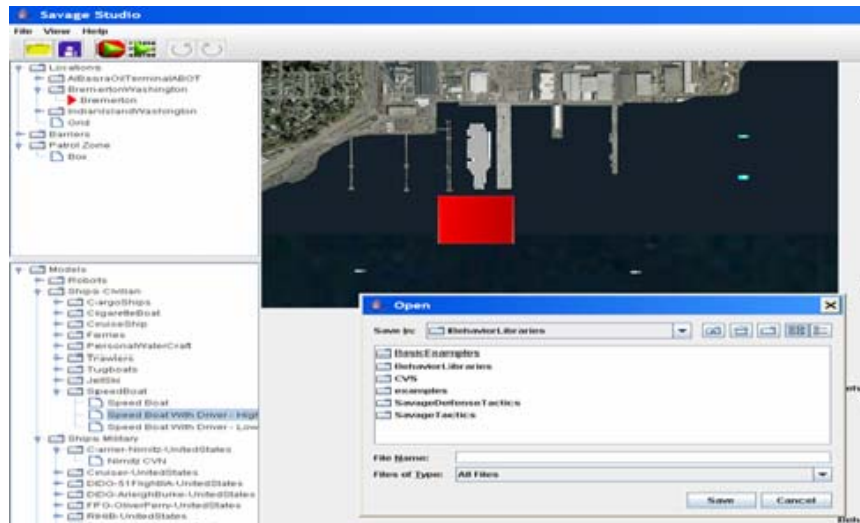 Savage Studio
File View Help
Locations
AlBasraOilTerminalABOT
BremertonWashington
Bremerton
IndianIslandWashington
Grid
Barriers
Patrol Zone
Box
Models
Robots
Ships Civilian
CargoShips
CigaretteBoat
CruiseShip
Ferries
PersonalWaterCraft
Trawlers
Tugboats
JetSki
SpeedBoat
Speed Boat
Speed Boat With Driver - High
Speed Boat With Driver - Low
Ships Military
Carrier-Nimitz-UnitedStates
Nimitz CVN
Cruiser-UnitedStates
DDG-51FlightIIA-UnitedStates
DDG-ArleighBurke-UnitedStates
FFG-OliverPerry-UnitedStates
RHIB-UnitedStates
Open
Save In: BehaviorLibraries
BasicExamples
BehaviorLibraries
CVS
examples
SavageDefenseTactics
SavageTactics
File Name:
Files of Type: All Files
Save Cancel